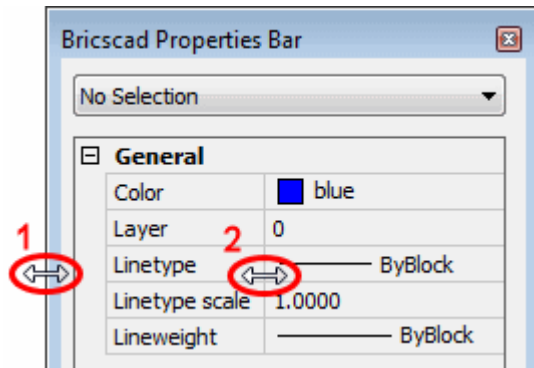 Bricscad Properties Bar
No Selection
General
Color blue
Layer 0
1 2
Linetype ByBlock
Linetype scale 1.0000
Lineweight ByBlock